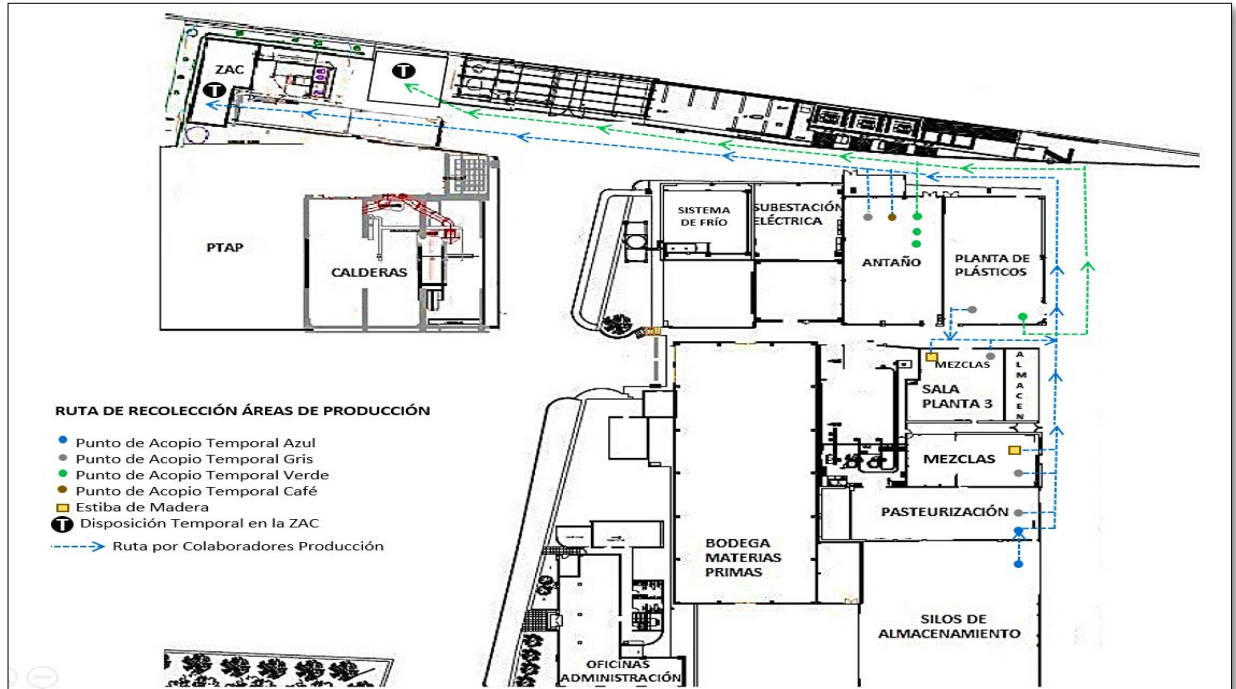 ZAC
T
T
PTAP
CALDERAS
SISTEMA
DE FRÍO
SUBESTACIÓN
ELÉCTRICA
ANTAÑO
PLANTA DE
PLÁSTICOS
MEZCLAS
SALA
PLANTA 3
ALMACEN
MEZCLAS
PASTEURIZACIÓN
BODEGA
MATERIAS
PRIMAS
SILOS DE
ALMACENAMIENTO
OFICINAS
ADMINISTRACIÓN
RUTA DE RECOLECCIÓN ÁREAS DE PRODUCCIÓN
Punto de Acopio Temporal Azul
Punto de Acopio Temporal Gris
Punto de Acopio Temporal Verde
Punto de Acopio Temporal Café
Estiba de Madera
T Disposición Temporal en la ZAC
Ruta por Colaboradores Producción